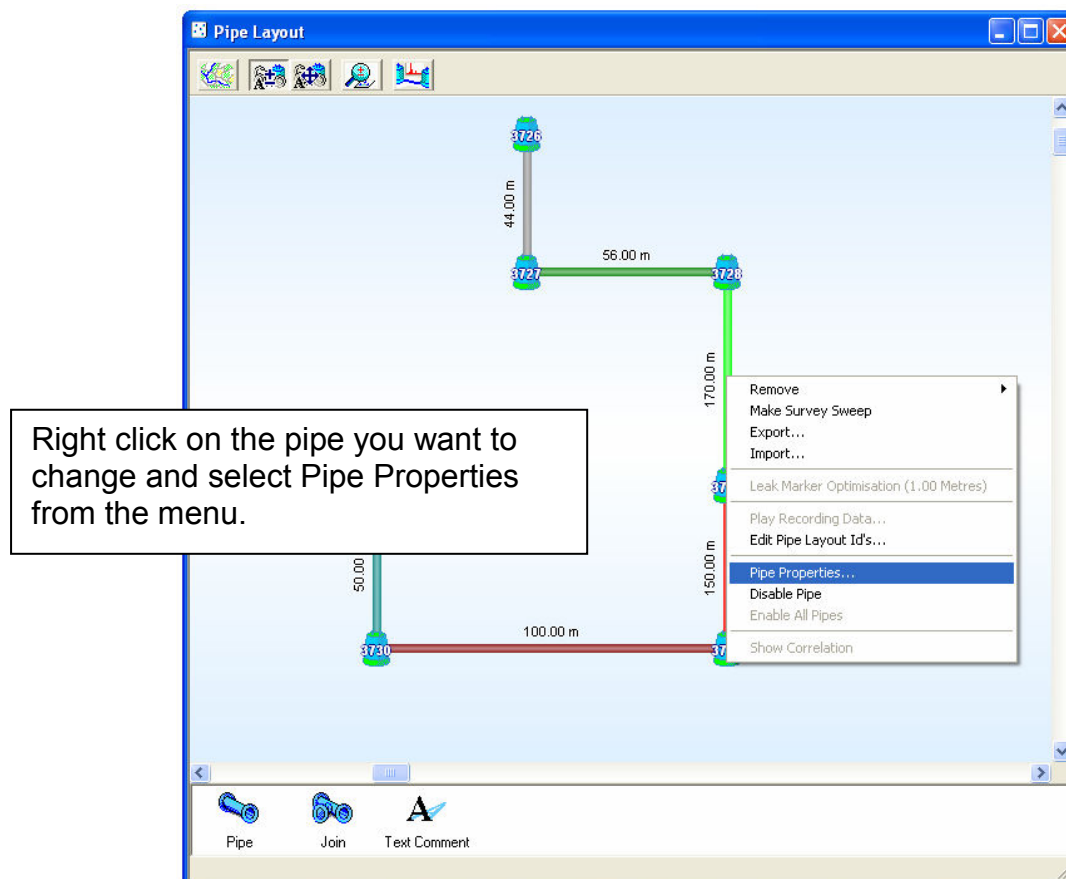 Pipe Layout
3726
44.00 m
56.00 m
3727
3728
170.00 m
Remove
Make Survey Sweep
Export...
Import...
Leak Marker Optimisation (1.00 Metres)
Play Recording Data...
Edit Pipe Layout Id's...
Pipe Properties...
Disable Pipe
Enable All Pipes
Show Correlation
Right click on the pipe you want to
change and select Pipe Properties
from the menu.
37
50.00
150.00 m
100.00 m
3730
37
Pipe
Join
Text Comment